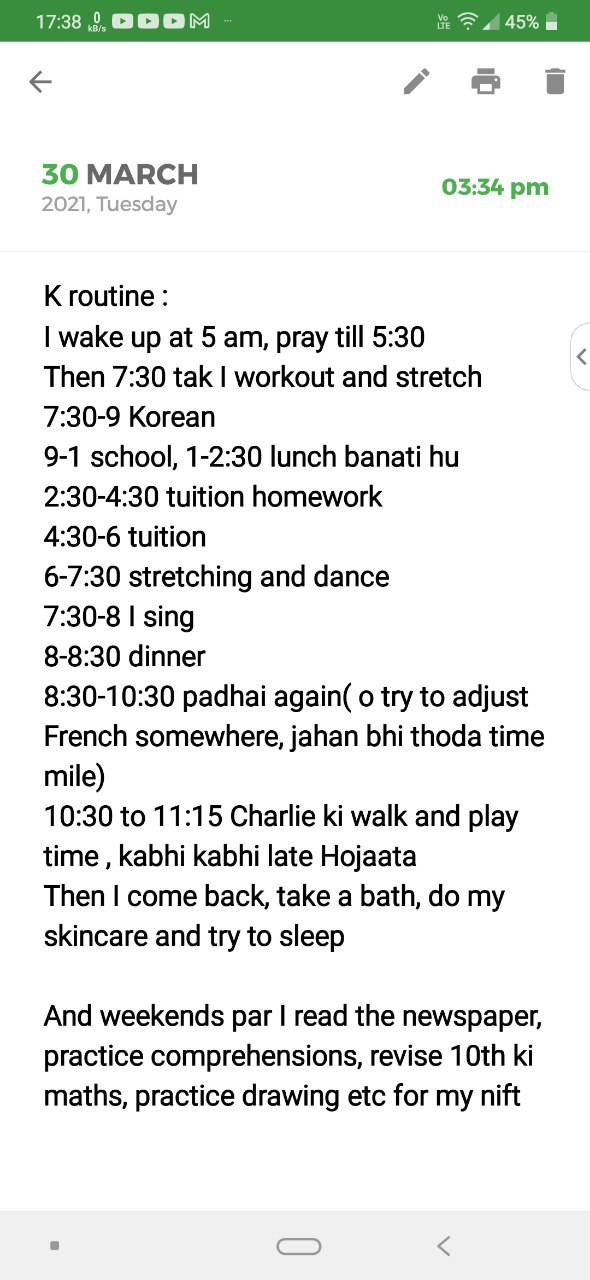 17:38 0 kB/s M ... Vo LTE 45%
30 MARCH
03:34 pm
2021, Tuesday
K routine :
I wake up at 5 am, pray till 5:30
Then 7:30 tak I workout and stretch
7:30-9 Korean
9-1 school, 1-2:30 lunch banati hu
2:30-4:30 tuition homework
4:30-6 tuition
6-7:30 stretching and dance
7:30-8 I sing
8-8:30 dinner
8:30-10:30 padhai again( o try to adjust
French somewhere, jahan bhi thoda time
mile)
10:30 to 11:15 Charlie ki walk and play
time , kabhi kabhi late Hojaata
Then I come back, take a bath, do my
skincare and try to sleep
And weekends par I read the newspaper,
practice comprehensions, revise 10th ki
maths, practice drawing etc for my nift